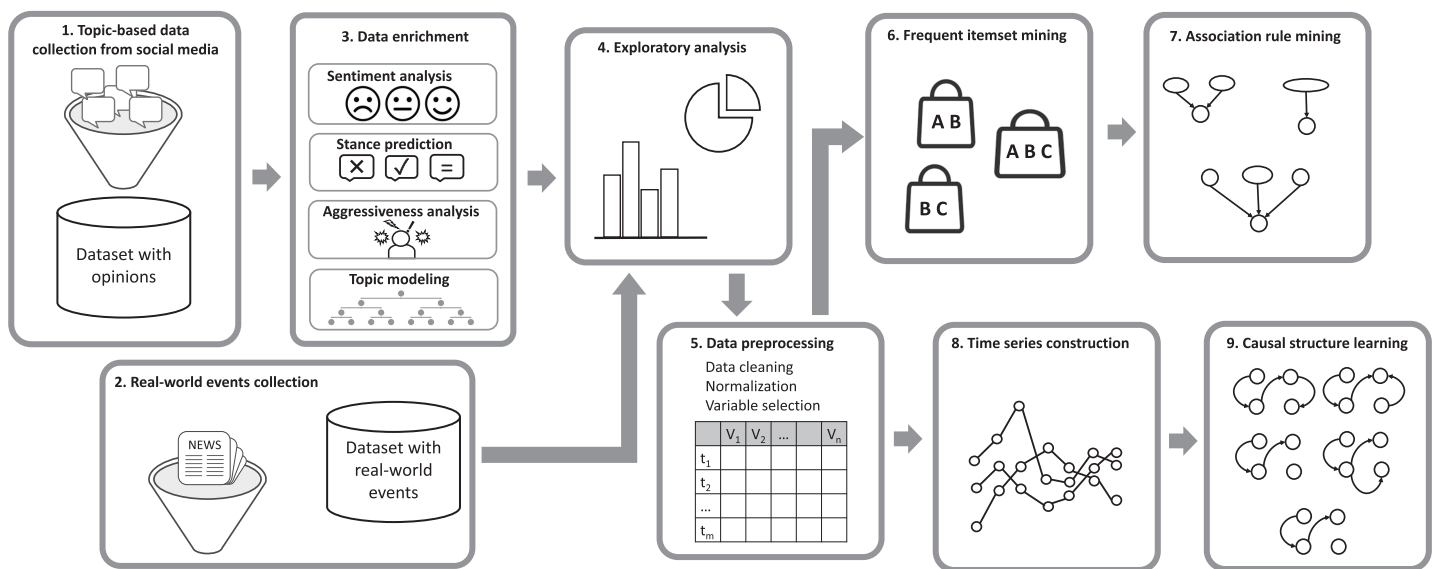 1. Topic-based data
collection from social media
Dataset with
opinions
2. Real-world events collection
NEWS
Dataset with
real-world
events
3. Data enrichment
Sentiment analysis
Stance prediction
Aggressiveness analysis
Topic modeling
4. Exploratory analysis
5. Data preprocessing
Data cleaning
Normalization
Variable selection
V1 V2 ... Vn
t1
t2
...
tm
6. Frequent itemset mining
A B
A B C
B C
7. Association rule mining
8. Time series construction
9. Causal structure learning